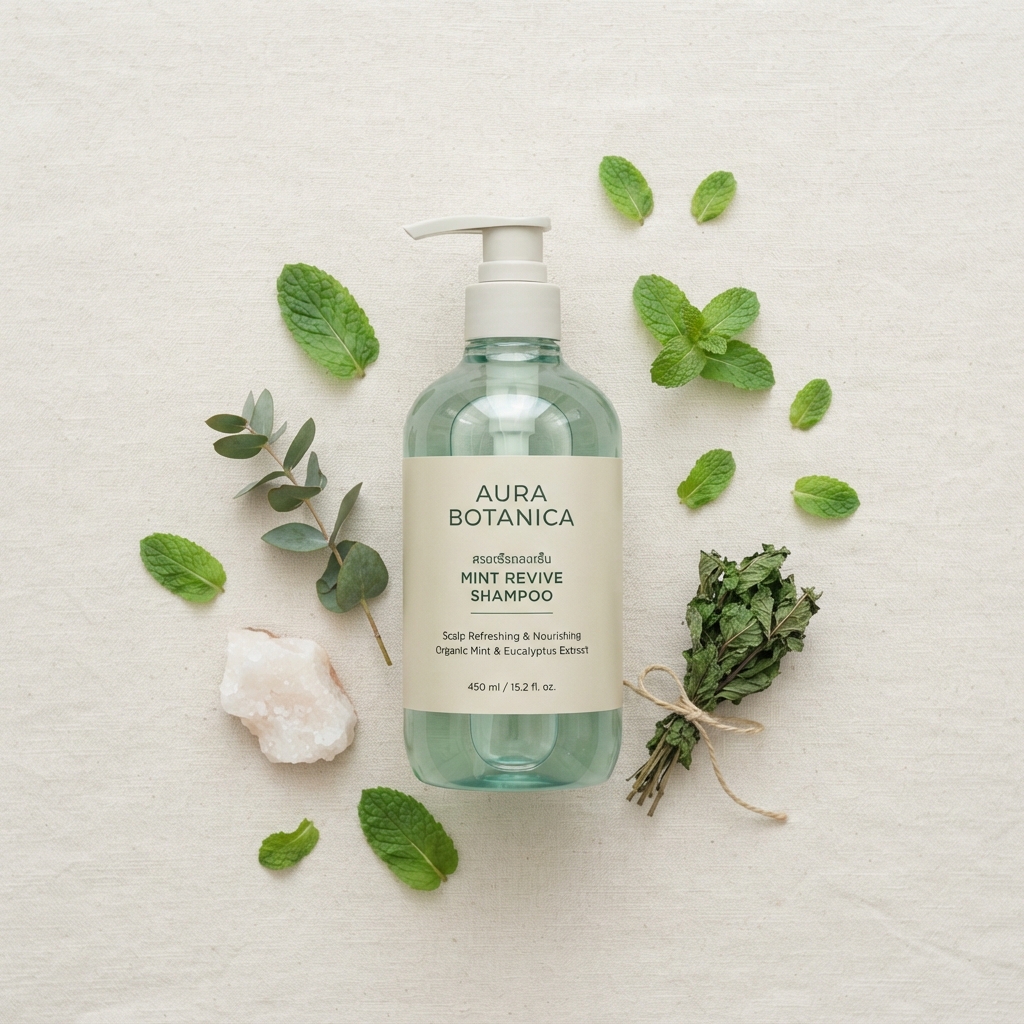 AURA
BOTANICA
MINT REVIVE
SHAMPOO
Scalp Refreshing & Nourishing
Organic Mint & Eucalyptus
450 ml / 15.2 fl. oz.